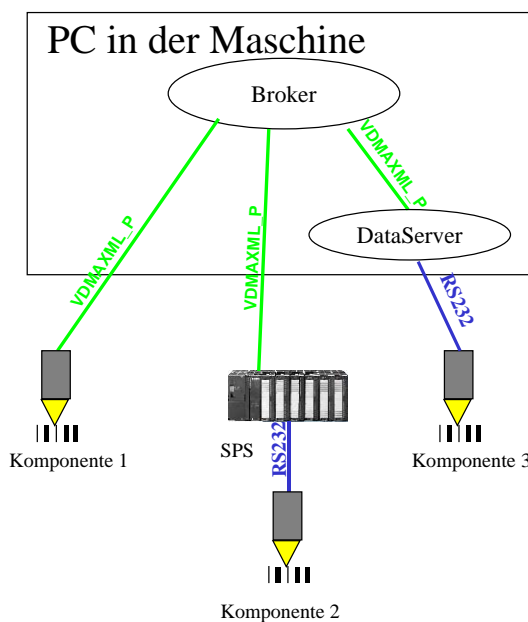 PC in der Maschine
Broker
VDMAXML_P
VDMAXML_P
VDMAXML_P
DataServer
RS232
Komponente 1
SPS
RS232
Komponente 3
Komponente 2